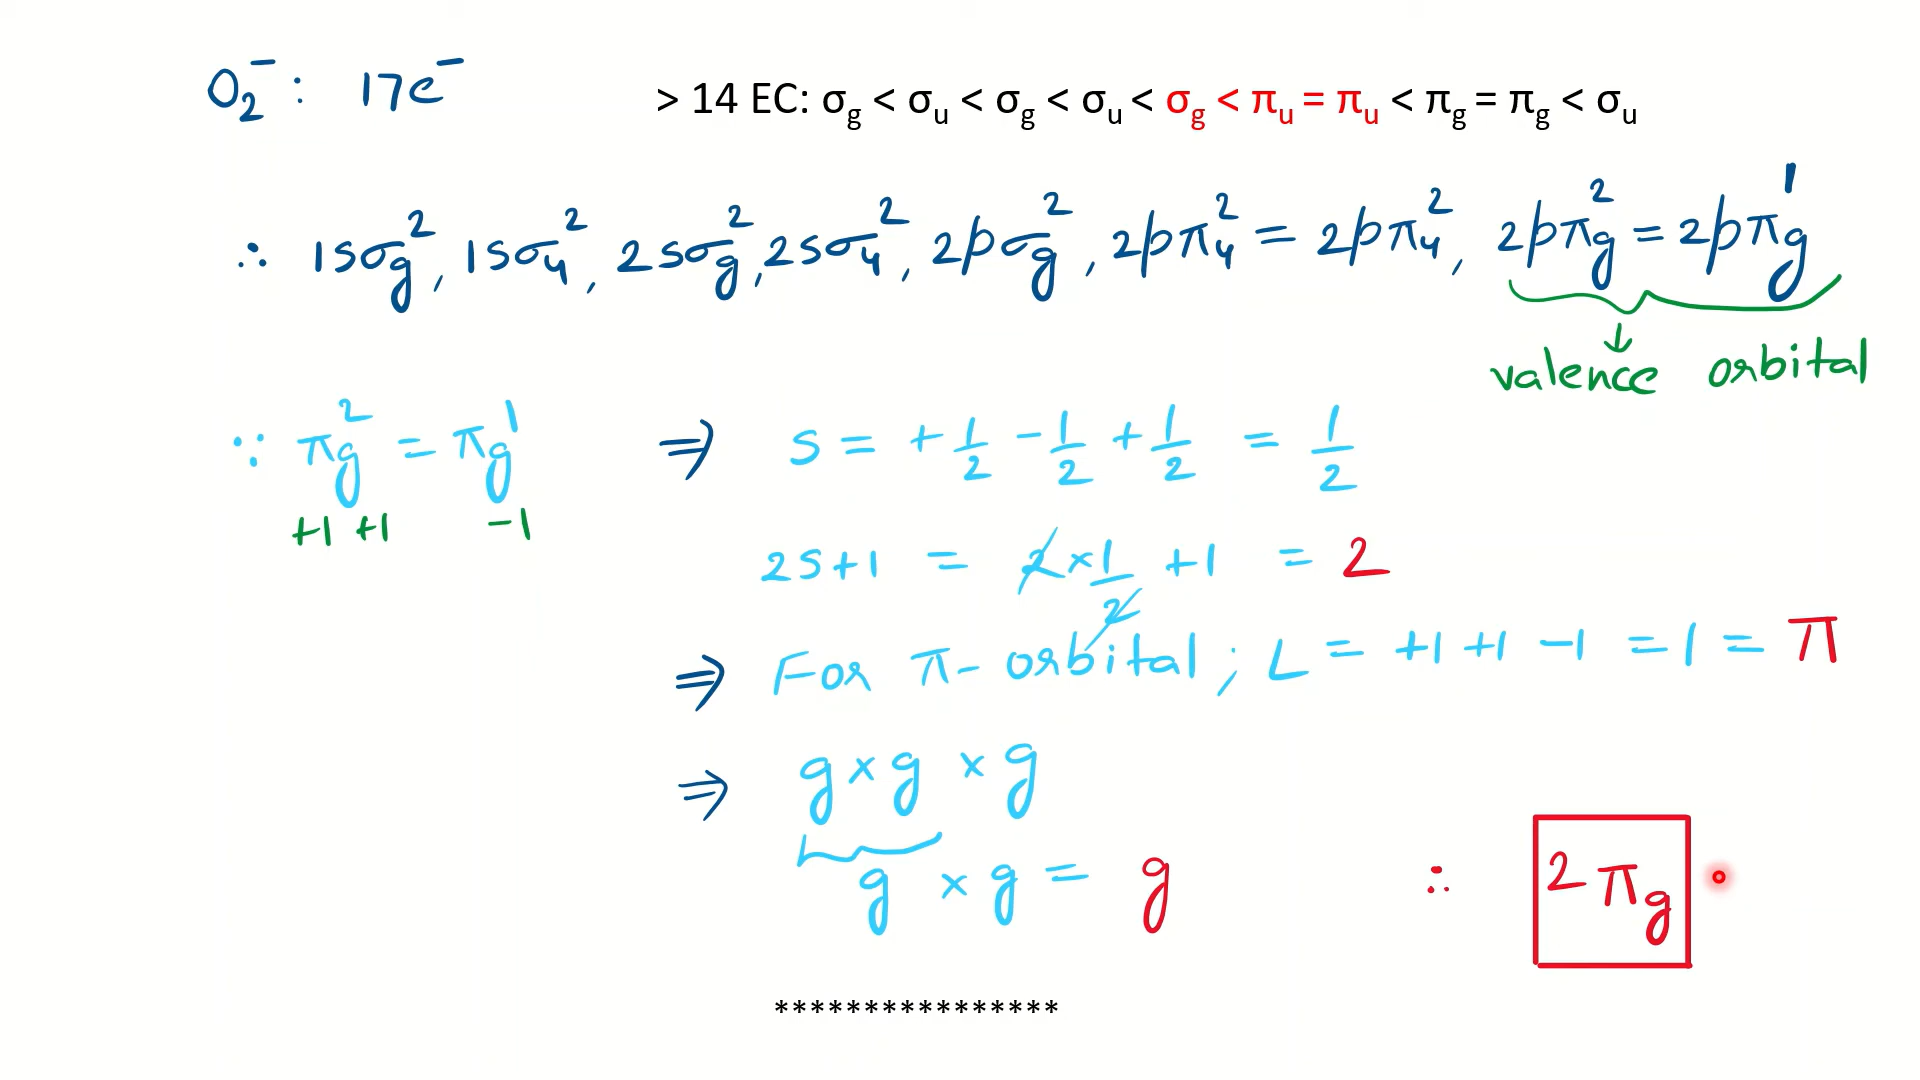 O₂⁻ : 17e⁻
> 14 EC: σg < σu < σg < σu < σg < πu = πu < πg = πg < σu
∴ 1sσg², 1sσu², 2sσg², 2sσu², 2pσg², 2pπu² = 2pπu², 2pπg² = 2pπg¹
↓
valence orbital
∵ πg² = πg¹ ⇒ S = +1/2 - 1/2 + 1/2 = 1/2
+1 +1 -1
2S+1 = 2 × 1/2 + 1 = 2
⇒ For π- orbital ; L = +1 +1 -1 = 1 = π
⇒ g × g × g
g × g = g
∴ ²πg
****************